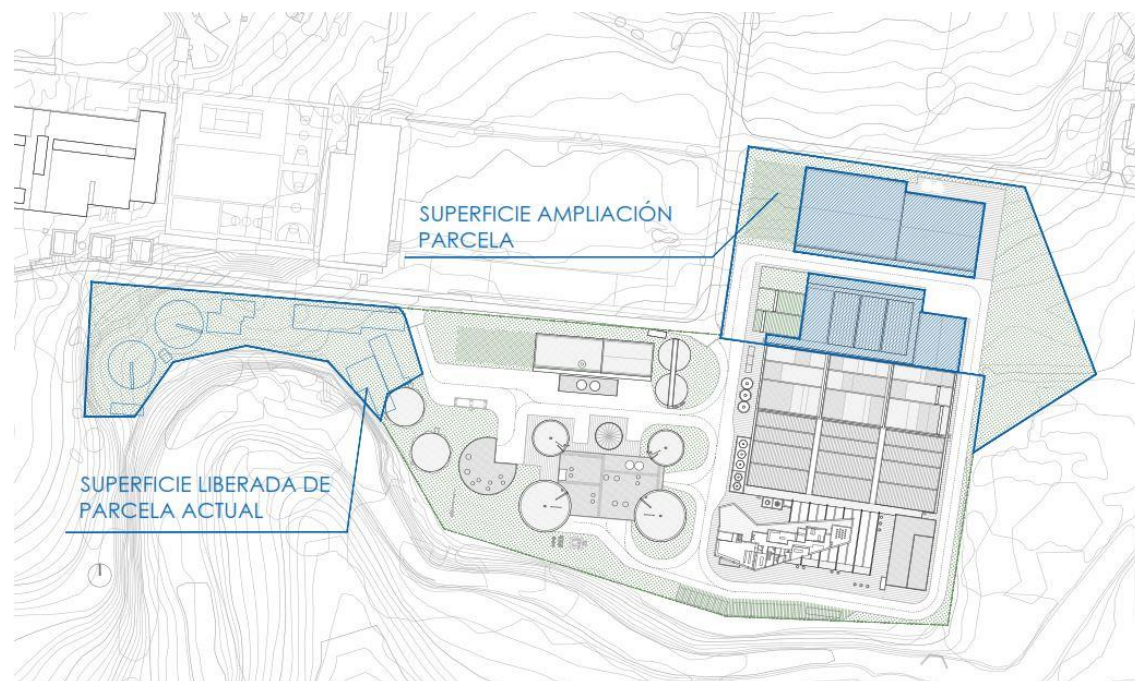 SUPERFICIE AMPLIACIÓN
PARCELA
SUPERFICIE LIBERADA DE
PARCELA ACTUAL